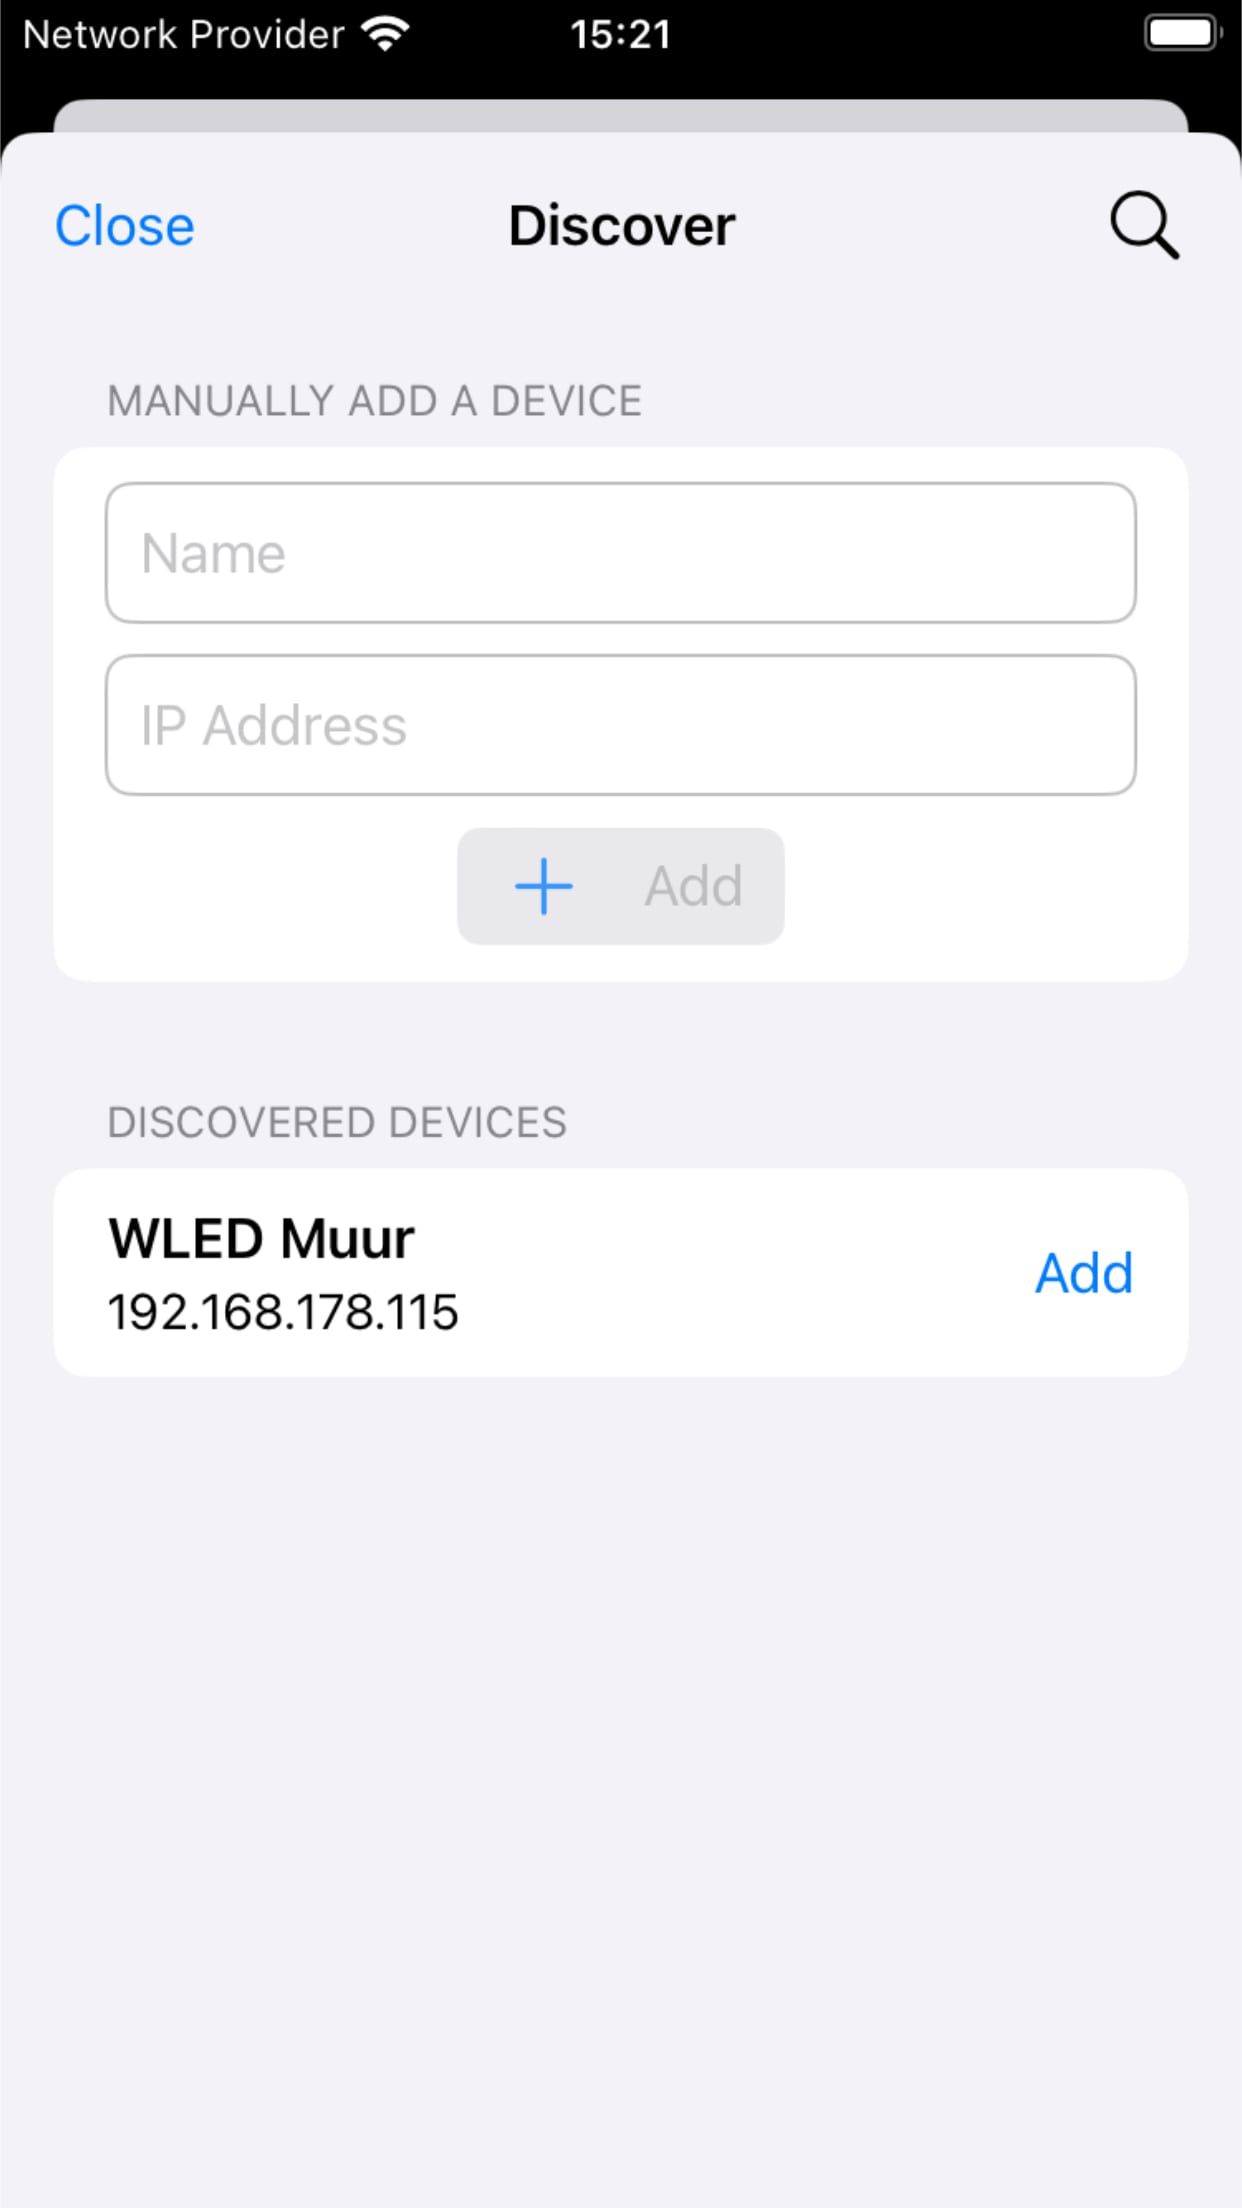 Network Provider 15:21
Close Discover
MANUALLY ADD A DEVICE
Name
IP Address
Add
DISCOVERED DEVICES
WLED Muur
192.168.178.115
Add